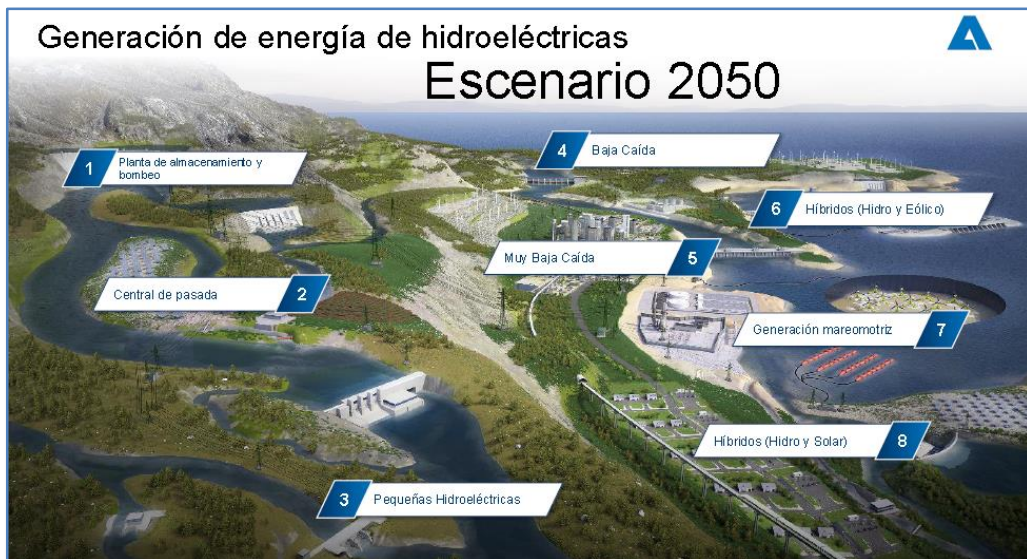 Generación de energía de hidroeléctricas
Escenario 2050
1 Planta de almacenamiento y
bombeo
4 Baja Caída
6 Híbridos (Hidro y Eólico)
Muy Baja Caída 5
Central de pasada 2
Generación mareomotriz 7
Híbridos (Hidro y Solar) 8
3 Pequeñas Hidroeléctricas